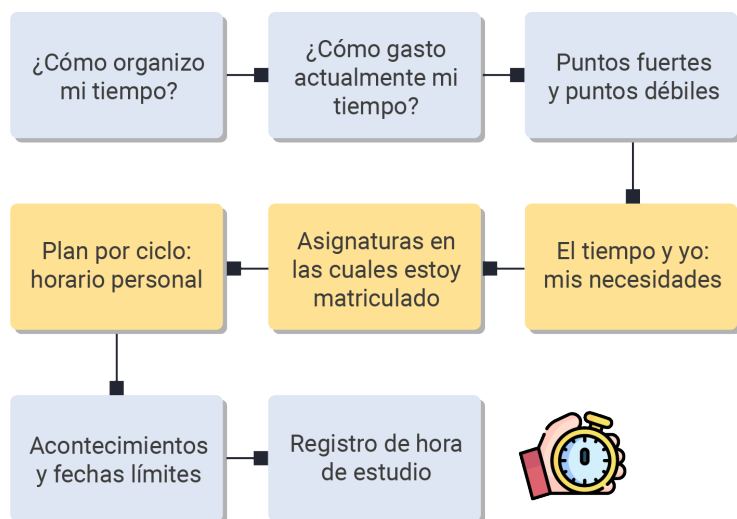 ¿Cómo organizo
mi tiempo?
¿Cómo gasto
actualmente mi
tiempo?
Puntos fuertes
y puntos débiles
El tiempo y yo:
mis necesidades
Asignaturas en
las cuales estoy
matriculado
Plan por ciclo:
horario personal
Acontecimientos
y fechas límites
Registro de hora
de estudio